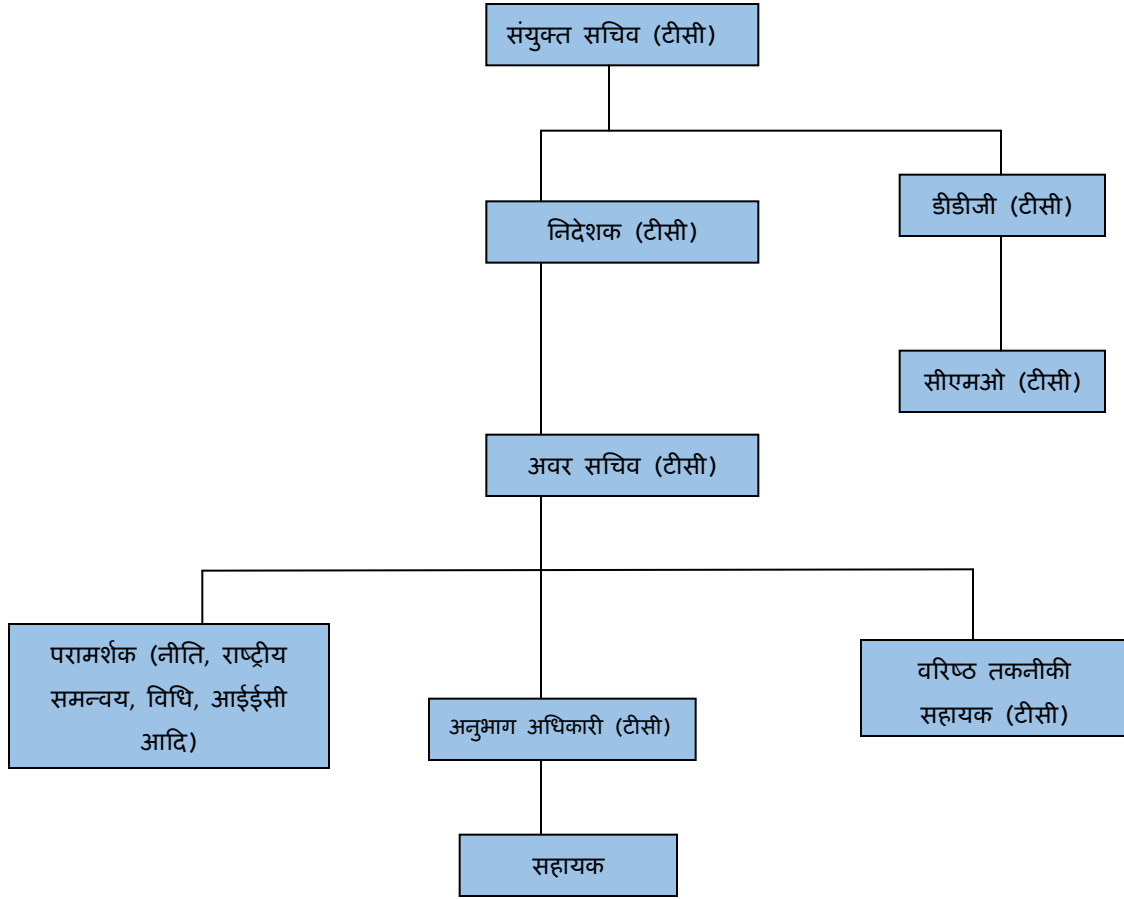 संयुक्त सचिव (टीसी)
डीडीजी (टीसी)
निदेशक (टीसी)
सीएमओ (टीसी)
अवर सचिव (टीसी)
परामर्शक (नीति, राष्ट्रीय
समन्वय, विधि, आईईसी
आदि)
अनुभाग अधिकारी (टीसी)
वरिष्ठ तकनीकी
सहायक (टीसी)
सहायक